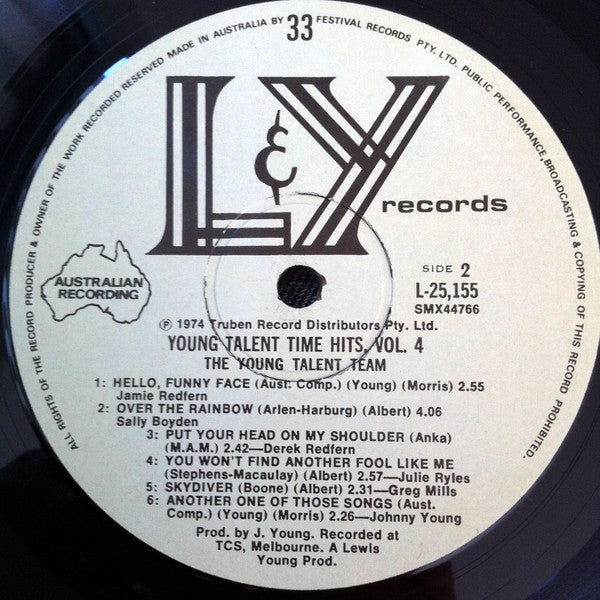 ALL RIGHTS OF THE RECORD PRODUCER & OWNER OF THE WORK RECORDED RESERVED MADE IN AUSTRALIA BY FESTIVAL RECORDS PTY. LTD. PUBLIC PERFORMANCE, BROADCASTING & COPYING OF THIS RECORD PROHIBITED.
33
L&Y
records
AUSTRALIAN
RECORDING
SIDE 2
L-25,155
SMX44766
℗ 1974 Truben Record Distributors Pty. Ltd.
YOUNG TALENT TIME HITS, VOL. 4
THE YOUNG TALENT TEAM
1: HELLO, FUNNY FACE (Aust. Comp.) (Young) (Morris) 2.55
Jamie Redfern
2: OVER THE RAINBOW (Arlen-Harburg) (Albert) 4.06
Sally Boyden
3: PUT YOUR HEAD ON MY SHOULDER (Anka)
(M.A.M.) 2.42—Derek Redfern
4: YOU WON'T FIND ANOTHER FOOL LIKE ME
(Stephens-Macaulay) (Albert) 2.57—Julie Ryles
5: SKYDIVER (Boone) (Albert) 2.31—Greg Mills
6: ANOTHER ONE OF THOSE SONGS (Aust.
Comp.) (Young) (Morris) 2.26—Johnny Young
Prod. by J. Young. Recorded at
TCS, Melbourne. A Lewis
Young Prod.